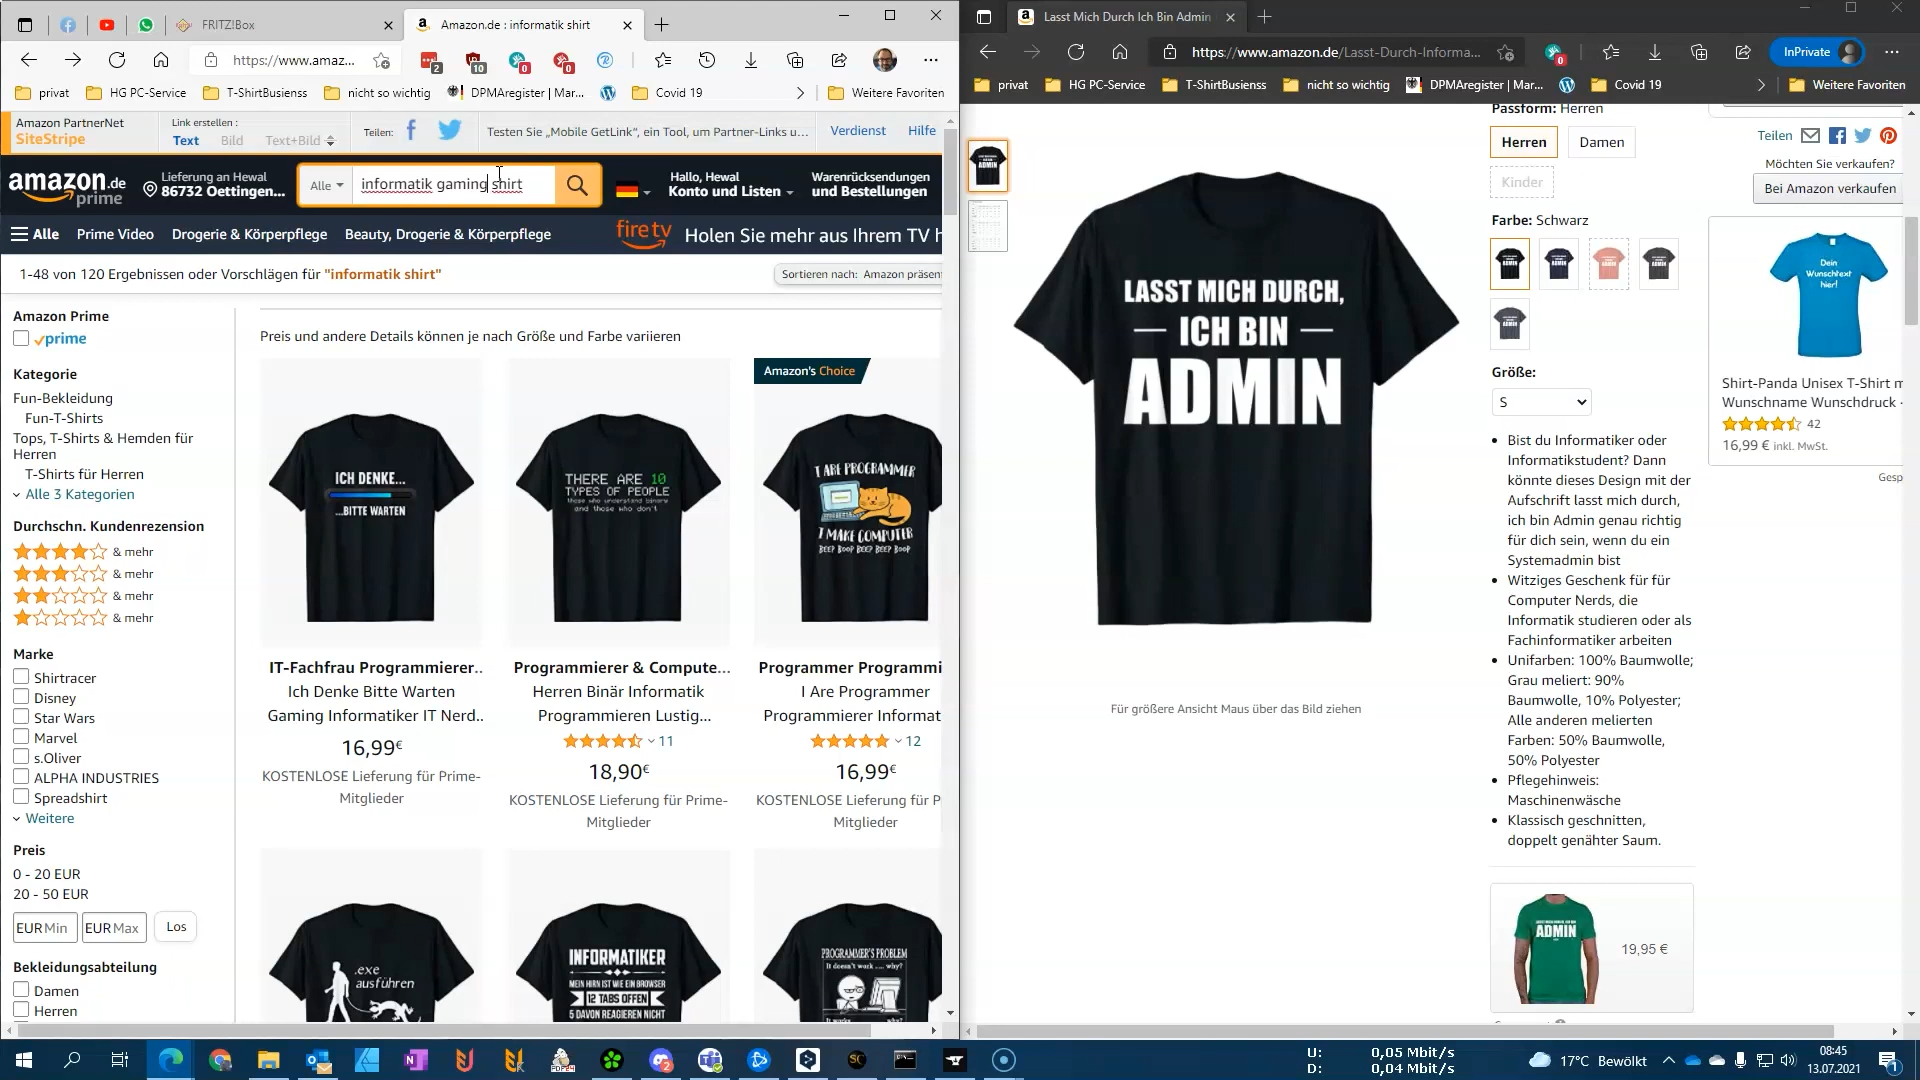 FRITZ!Box
Amazon.de : informatik shirt
https://www.amaz...
2
10
0
0
privat
HG PC-Service
T-ShirtBusienss
nicht so wichtig
DPMAregister | Mar...
Covid 19
Weitere Favoriten
Amazon PartnerNet
SiteStripe
Link erstellen :
Text
Bild
Text+Bild
Teilen:
Testen Sie „Mobile GetLink“, ein Tool, um Partner-Links u...
Verdienst
Hilfe
amazon.de
prime
Lieferung an Hewal
86732 Oettingen...
Alle
informatik gaming shirt
Hallo, Hewal
Konto und Listen
Warenrücksendungen
und Bestellungen
Alle
Prime Video
Drogerie & Körperpflege
Beauty, Drogerie & Körperpflege
fire tv
Holen Sie mehr aus Ihrem TV h
1-48 von 120 Ergebnissen oder Vorschlägen für "informatik shirt"
Sortieren nach: Amazon präsen
Amazon Prime
prime
Kategorie
Fun-Bekleidung
Fun-T-Shirts
Tops, T-Shirts & Hemden für
Herren
T-Shirts für Herren
Alle 3 Kategorien
Durchschn. Kundenrezension
& mehr
& mehr
& mehr
& mehr
Marke
Shirtracer
Disney
Star Wars
Marvel
s.Oliver
ALPHA INDUSTRIES
Spreadshirt
Weitere
Preis
0 - 20 EUR
20 - 50 EUR
EUR Min
EUR Max
Los
Bekleidungsabteilung
Damen
Herren
Preis und andere Details können je nach Größe und Farbe variieren
ICH DENKE...
...BITTE WARTEN
IT-Fachfrau Programmierer..
Ich Denke Bitte Warten
Gaming Informatiker IT Nerd..
16,99€
KOSTENLOSE Lieferung für Prime-
Mitglieder
THERE ARE 10
TYPES OF PEOPLE
those who understand binary
and those who don't
Programmierer & Compute...
Herren Binär Informatik
Programmieren Lustig...
11
18,90€
KOSTENLOSE Lieferung für Prime-
Mitglieder
Amazon's Choice
I ARE PROGRAMMER
I MAKE COMPUTER
BEEP BOOP BEEP BEEP BOOP
Programmer Programmi
I Are Programmer
Programmierer Informat
12
16,99€
KOSTENLOSE Lieferung für P
Mitglieder
.exe
ausführen
INFORMATIKER
MEIN HIRN IST WIE EIN BROWSER
12 TABS OFFEN
5 DAVON REAGIEREN NICHT
PROGRAMMER'S PROBLEM
It doesn't work..... why?
Lasst Mich Durch Ich Bin Admin
https://www.amazon.de/Lasst-Durch-Informa...
0
InPrivate
privat
HG PC-Service
T-ShirtBusienss
nicht so wichtig
DPMAregister | Mar...
Covid 19
Weitere Favoriten
LASST MICH DURCH,
ICH BIN
ADMIN
Für größere Ansicht Maus über das Bild ziehen
Passform: Herren
Herren
Damen
Kinder
Farbe: Schwarz
Größe:
S
Bist du Informatiker oder
Informatikstudent? Dann
könnte dieses Design mit der
Aufschrift lasst mich durch,
ich bin Admin genau richtig
für dich sein, wenn du ein
Systemadmin bist
Witziges Geschenk für für
Computer Nerds, die
Informatik studieren oder als
Fachinformatiker arbeiten
Unifarben: 100% Baumwolle;
Grau meliert: 90%
Baumwolle, 10% Polyester;
Alle anderen melierten
Farben: 50% Baumwolle,
50% Polyester
Pflegehinweis:
Maschinenwäsche
Klassisch geschnitten,
doppelt genähter Saum.
ADMIN
19,95 €
Teilen
Möchten Sie verkaufen?
Bei Amazon verkaufen
Dein
Wunschtext
hier!
Shirt-Panda Unisex T-Shirt m
Wunschname Wunschdruck
42
16,99 € inkl. MwSt.
Gesp
U: 0,05 Mbit/s
D: 0,04 Mbit/s
17°C Bewölkt
08:45
13.07.2021